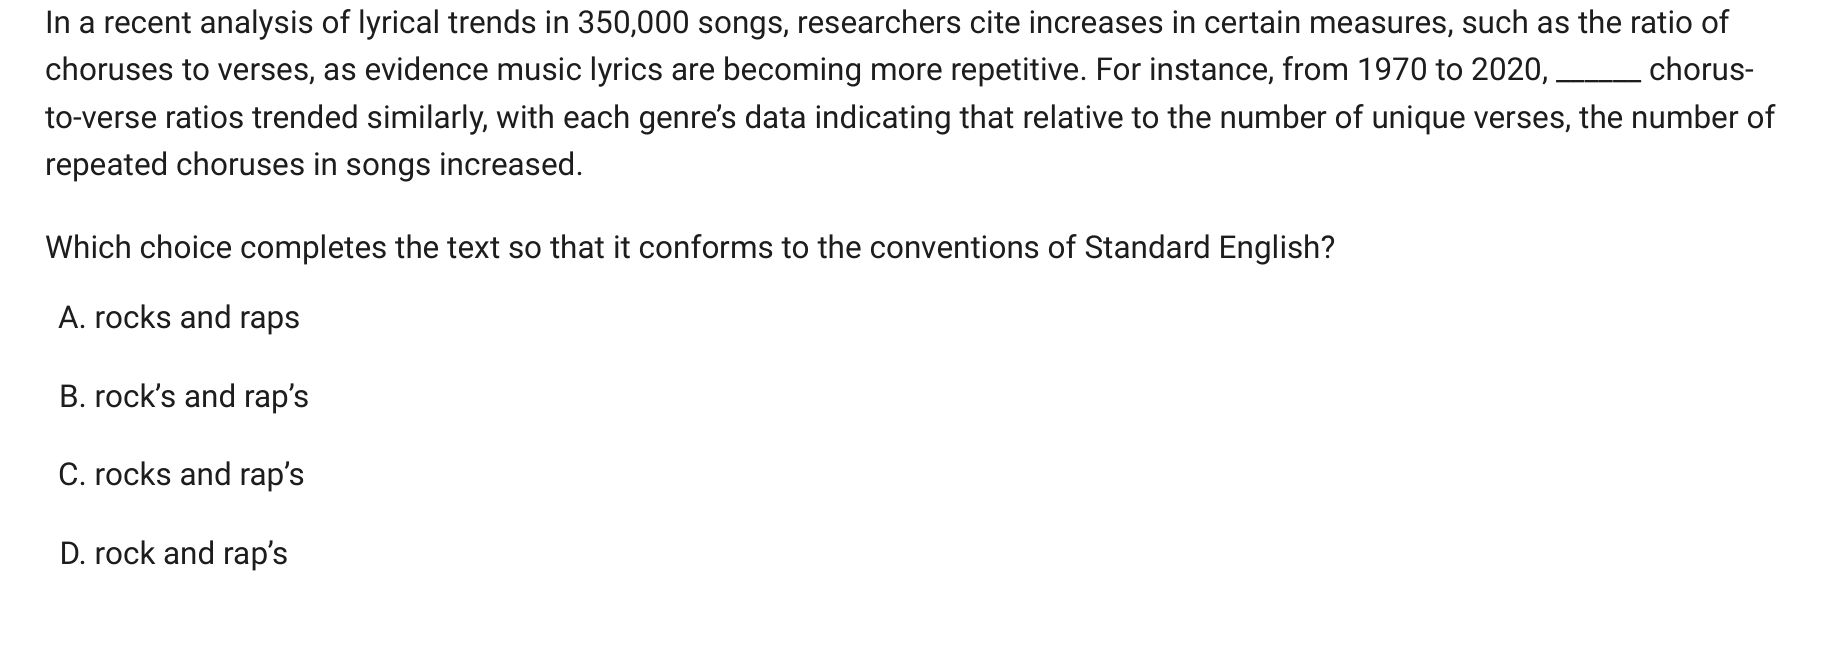 In a recent analysis of lyrical trends in 350,000 songs, researchers cite increases in certain measures, such as the ratio of
choruses to verses, as evidence music lyrics are becoming more repetitive. For instance, from 1970 to 2020, ______ chorus-
to-verse ratios trended similarly, with each genre’s data indicating that relative to the number of unique verses, the number of
repeated choruses in songs increased.
Which choice completes the text so that it conforms to the conventions of Standard English?
A. rocks and raps
B. rock’s and rap’s
C. rocks and rap’s
D. rock and rap’s